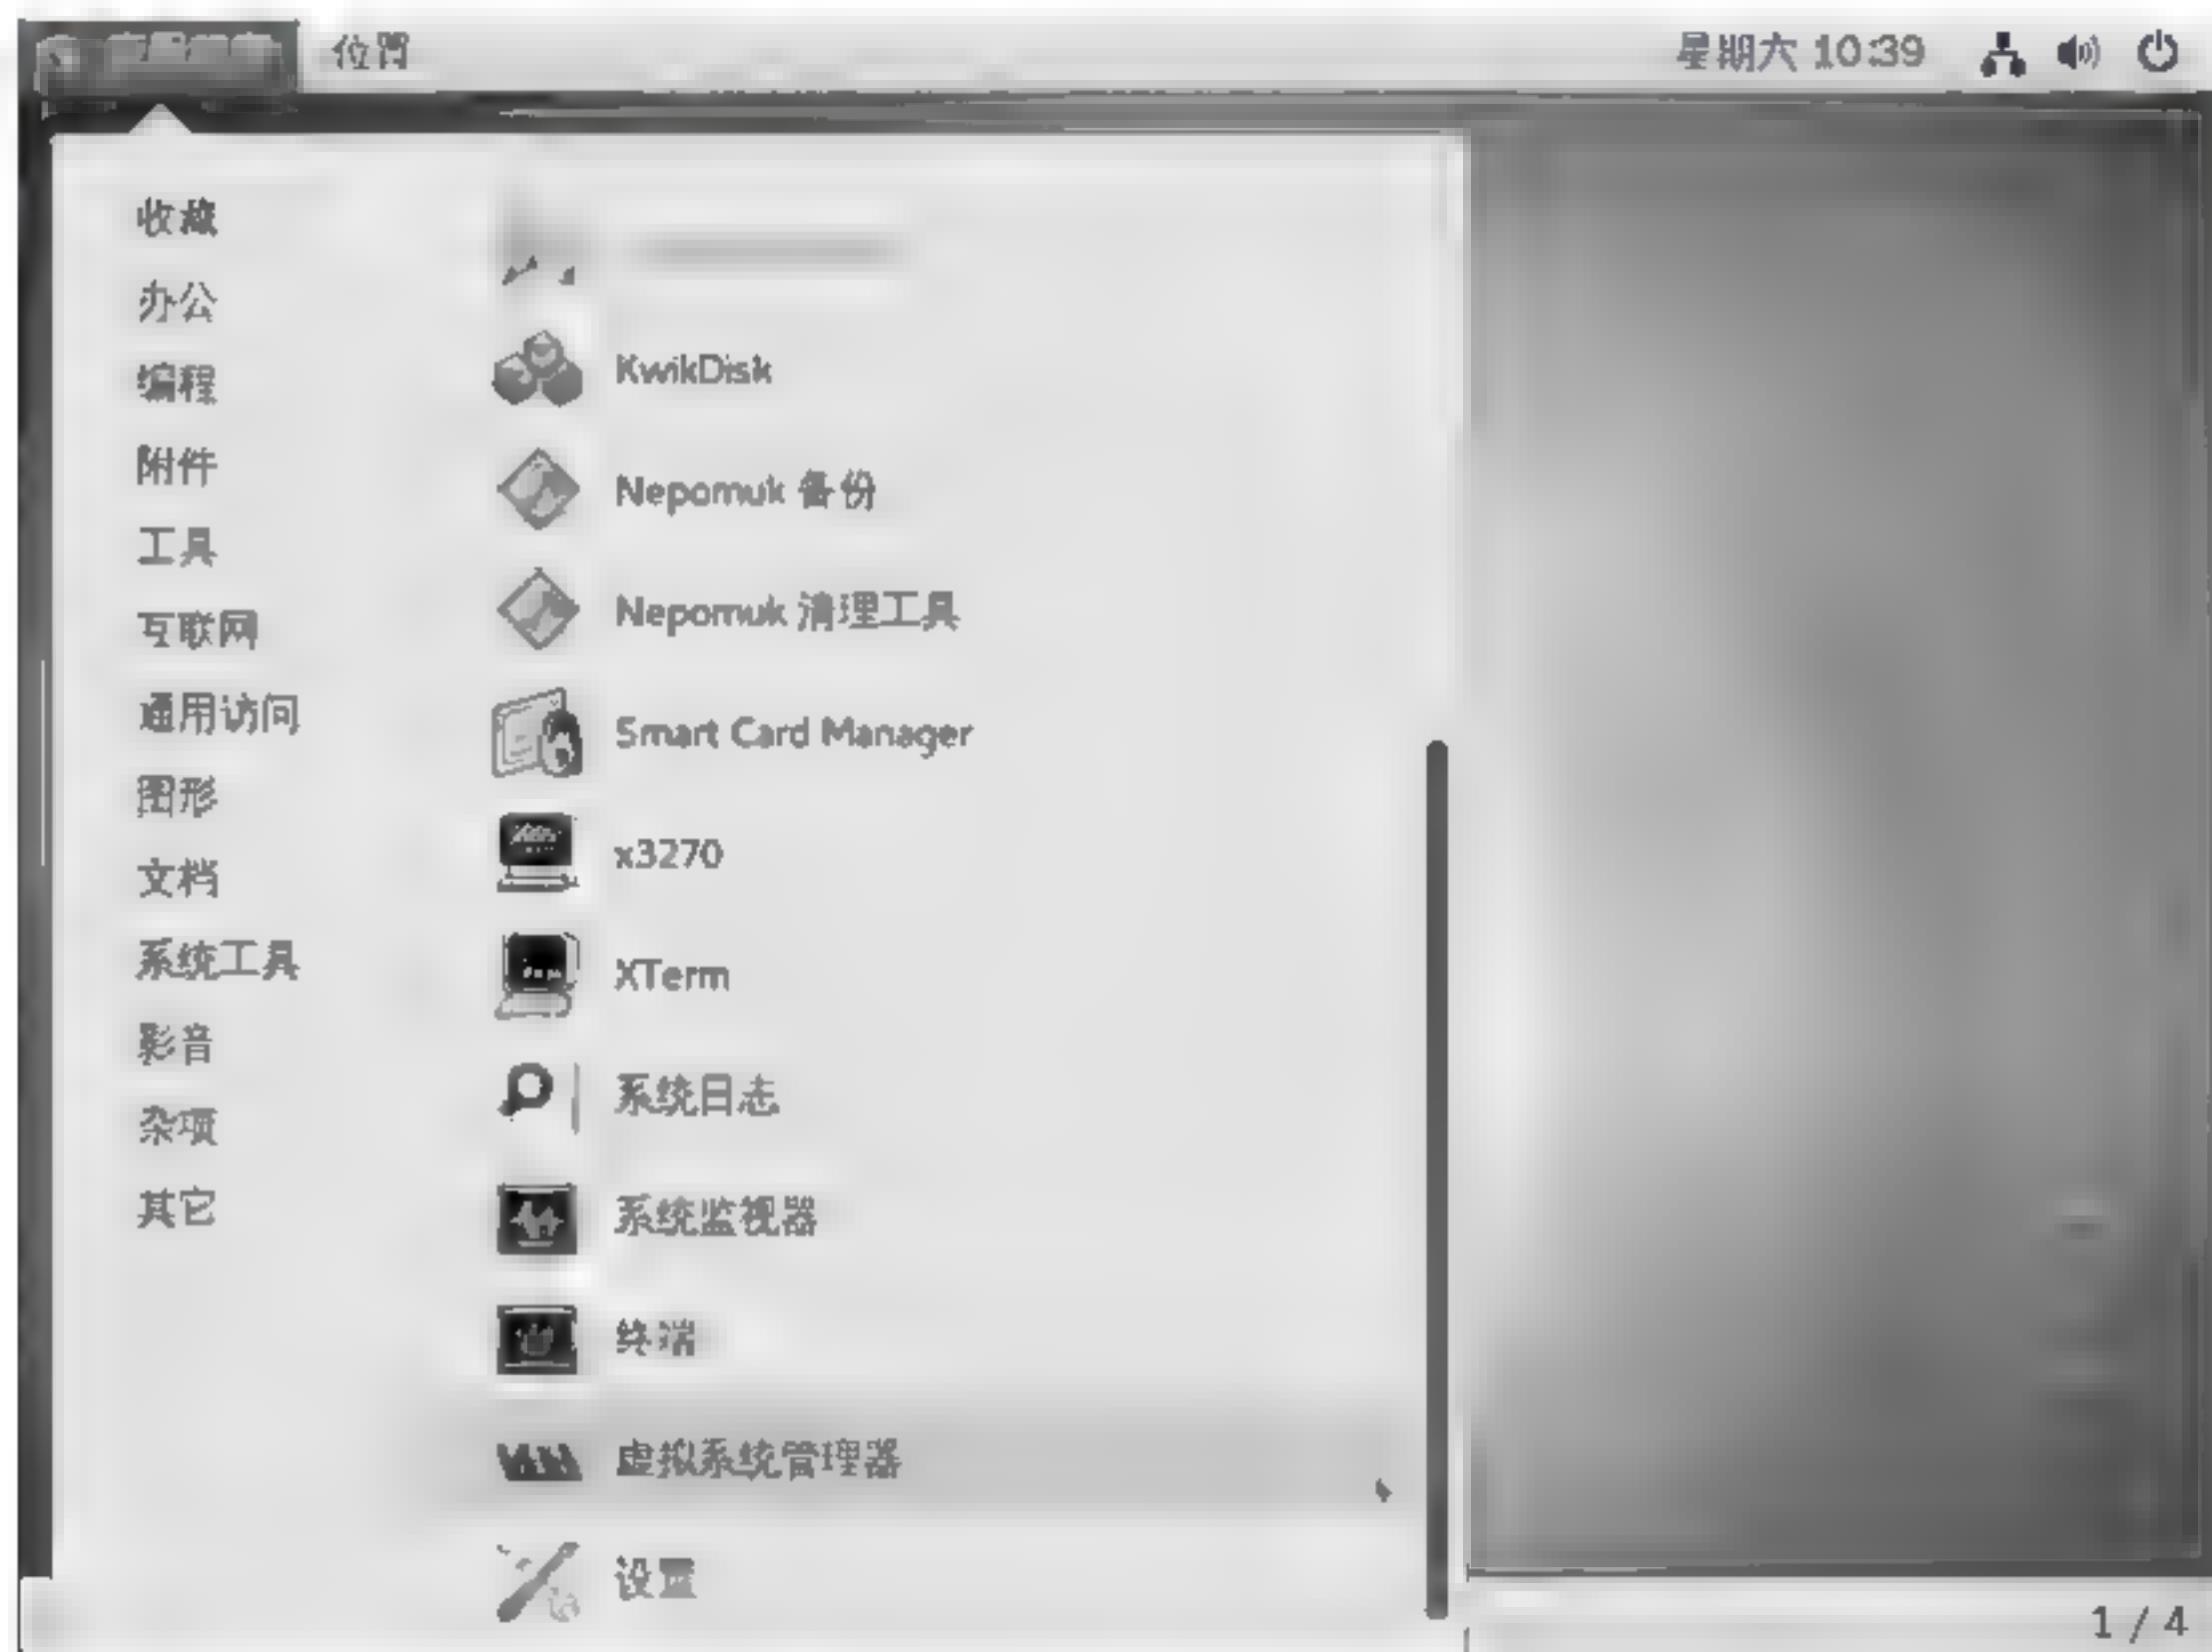 位置
星期六 10:39
收藏
办公
编程
附件
工具
互联网
通用访问
图形
文档
系统工具
影音
杂项
其它
KwikDisk
Nepomuk 备份
Nepomuk 清理工具
Smart Card Manager
x3270
XTerm
系统日志
系统监视器
终端
虚拟系统管理器
设置
1 / 4